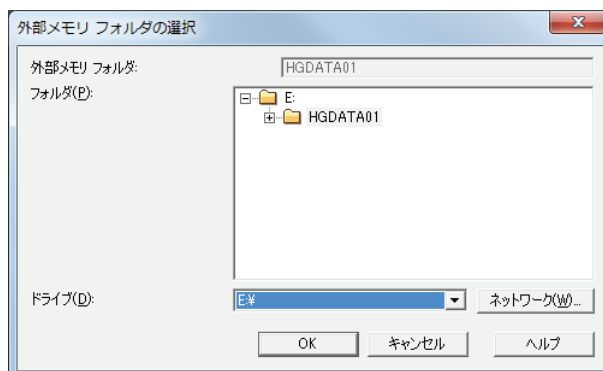 外部メモリ フォルダの選択
外部メモリ フォルダ: HGDATA01
フォルダ(P):
E:
HGDATA01
ドライブ(D): E:¥ ネットワーク(W)...
OK キャンセル ヘルプ